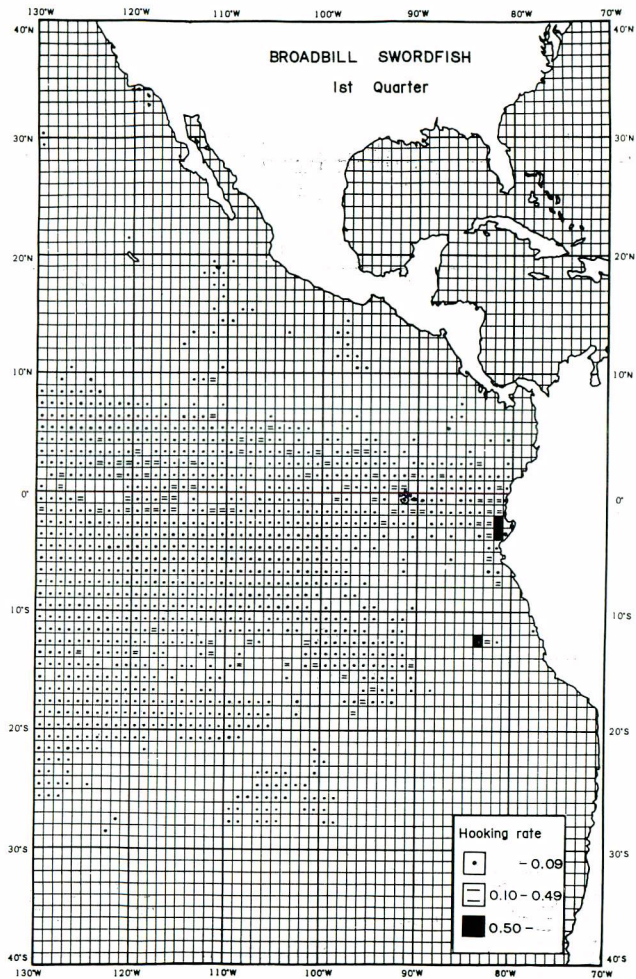 130°W 120°W 110°W 100°W 90°W 80°W 70°W
40°N 40°N
BROADBILL SWORDFISH
1st Quarter
30°N 30°N
20°N 20°N
10°N 10°N
0° 0°
10°S 10°S
20°S 20°S
Hooking rate
- 0.09
0.10 - 0.49
0.50 -
30°S 30°S
40°S 40°S
130°W 120°W 110°W 100°W 90°W 80°W 70°W